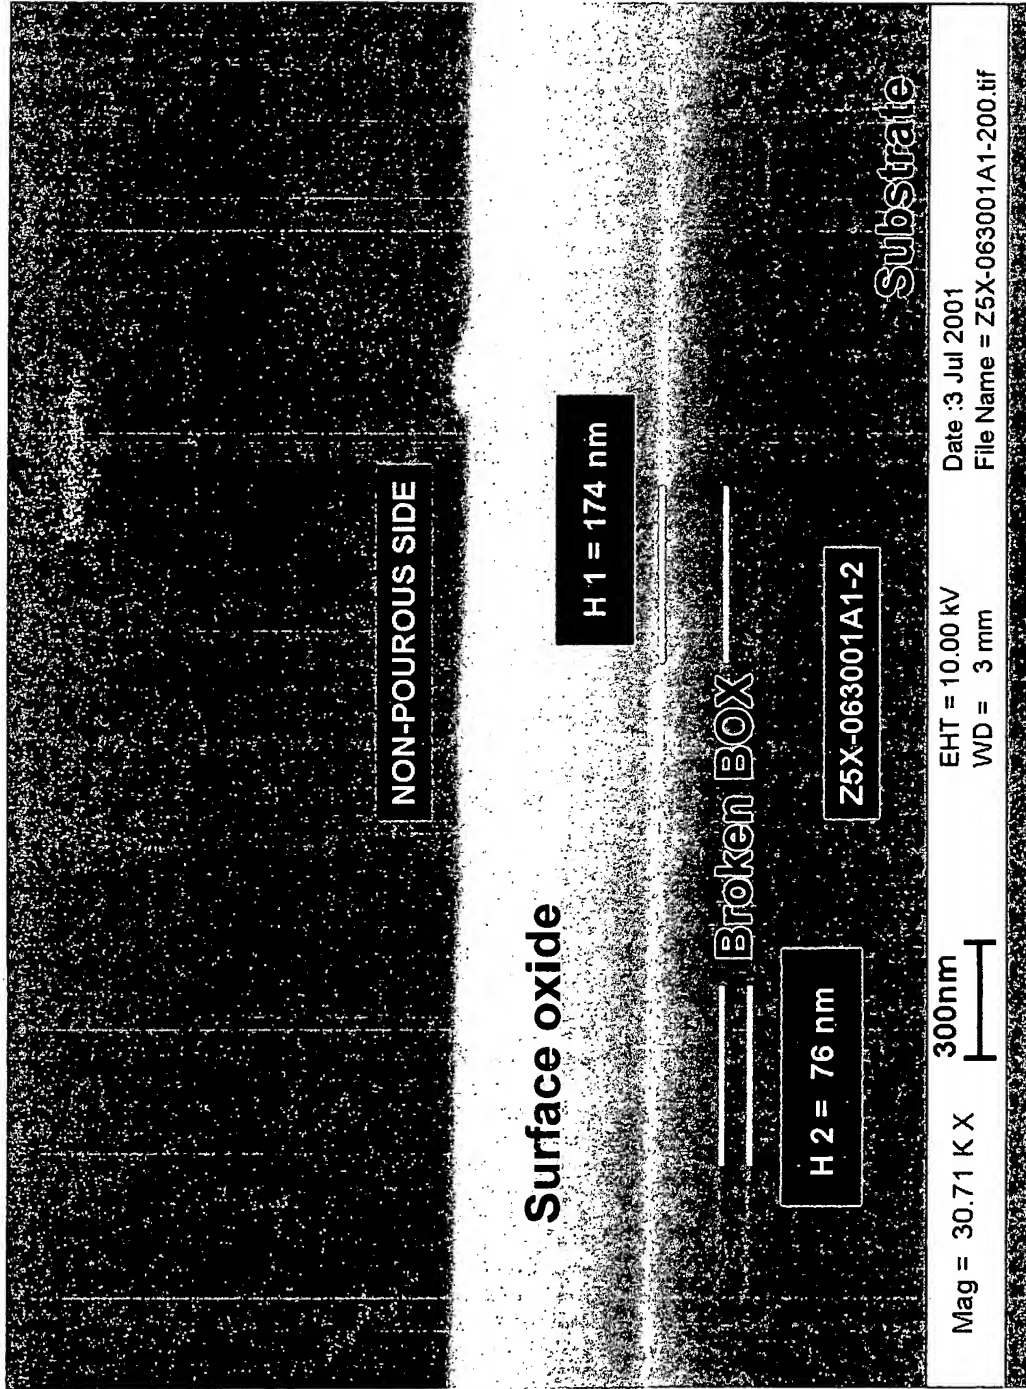 NON-POUROUS SIDE
Surface oxide
H 1 = 174 nm
Broken BOX
H 2 = 76 nm
Z5X-063001A1-2
Substrate
300nm
Mag = 30.71 K X
EHT = 10.00 kV
Date :3 Jul 2001
WD = 3 mm
File Name = Z5X-063001A1-200.tif